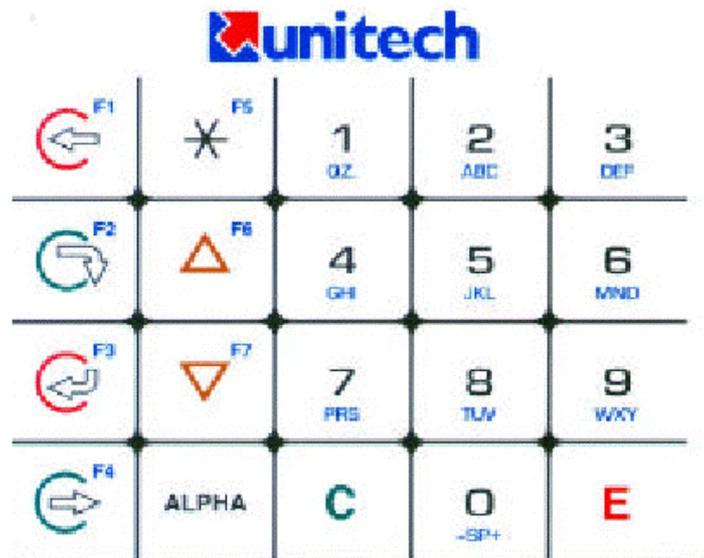 unitech
F1 F5
* 1 2 3
QZ. ABC DEF
F2 F6
4 5 6
GHI JKL MNO
F3 F7
7 8 9
PRS TUV WXY
F4
ALPHA C 0 E
-SP+